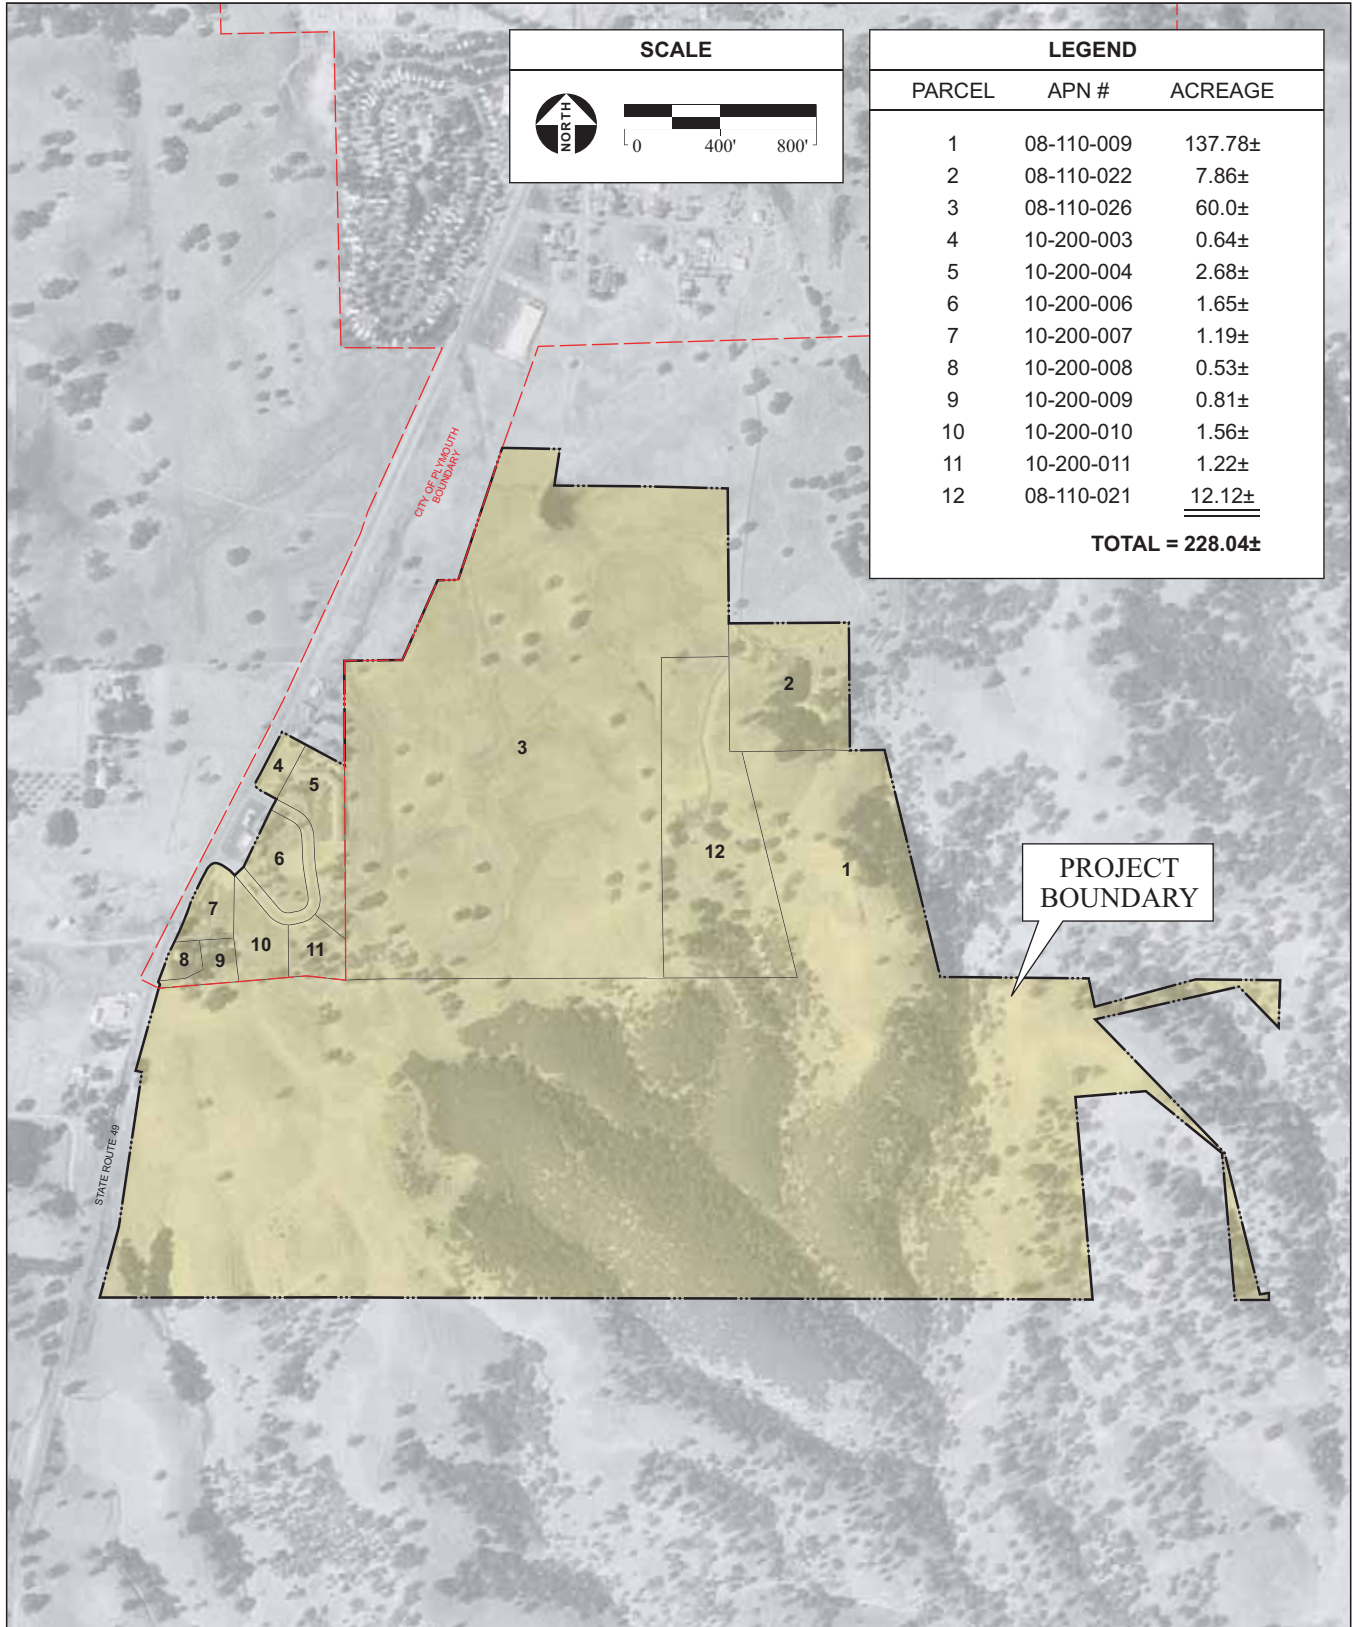 SCALE
NORTH
0 400' 800'
LEGEND
PARCEL APN # ACREAGE
1 08-110-009 137.78±
2 08-110-022 7.86±
3 08-110-026 60.0±
4 10-200-003 0.64±
5 10-200-004 2.68±
6 10-200-006 1.65±
7 10-200-007 1.19±
8 10-200-008 0.53±
9 10-200-009 0.81±
10 10-200-010 1.56±
11 10-200-011 1.22±
12 08-110-021 12.12±
TOTAL = 228.04±
CITY OF PLYMOUTH
BOUNDARY
2
3
4
5
12
6
1
PROJECT
BOUNDARY
7
10
11
8
9
STATE ROUTE 49